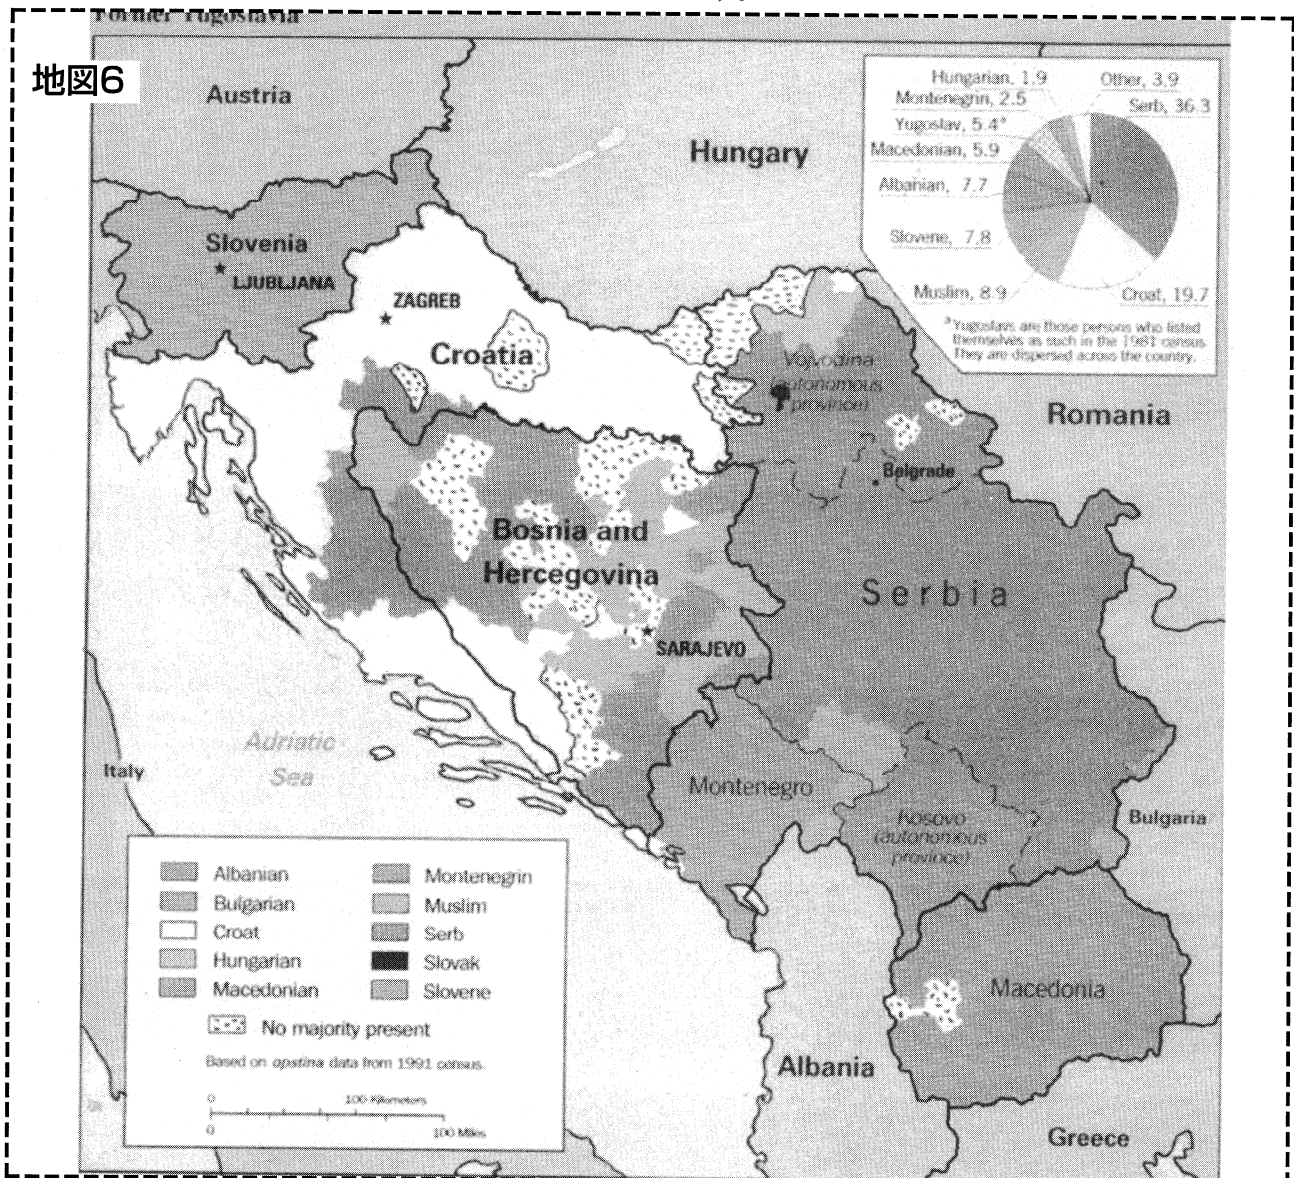 Former Yugoslavia
地図6
Austria
Hungary
Slovenia
LJUBLJANA
ZAGREB
Croatia
Hungarian, 1.9
Other, 3.9
Montenegrin, 2.5
Serb, 36.3
Yugoslav, 5.4ᵃ
Macedonian, 5.9
Albanian, 7.7
Slovene, 7.8
Muslim, 8.9
Croat, 19.7
ᵃYugoslavs are those persons who listed
themselves as such in the 1981 census.
They are dispersed across the country.
Vojvodina
(autonomous
province)
Romania
Belgrade
Bosnia and
Hercegovina
Serbia
SARAJEVO
Adriatic
Sea
Italy
Montenegro
Kosovo
(autonomous
province)
Bulgaria
Macedonia
Albania
Greece
Albanian
Bulgarian
Croat
Hungarian
Macedonian
Montenegrin
Muslim
Serb
Slovak
Slovene
No majority present
Based on opstina data from 1991 census.
0 100 Kilometers
0 100 Miles